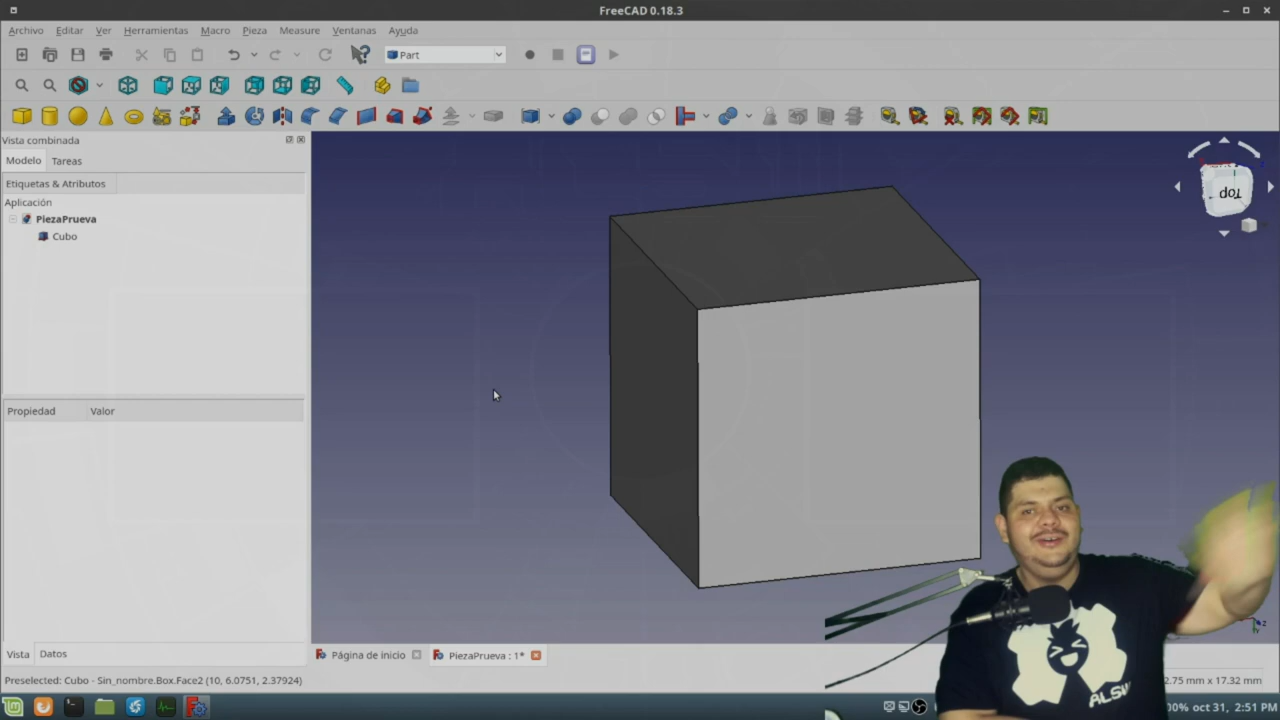 FreeCAD 0.18.3
Archivo Editar Ver Herramientas Macro Pieza Measure Ventanas Ayuda
Part
Vista combinada
Modelo Tareas
Etiquetas & Atributos
Aplicación
PiezaPrueva
Cubo
TOP
Propiedad Valor
Vista Datos
Página de inicio PiezaPrueva : 1*
Preselected: Cubo - Sin_nombre.Box.Face2 (10, 6.0751, 2.37924)
2.75 mm x 17.32 mm
00% oct 31, 2:51 PM